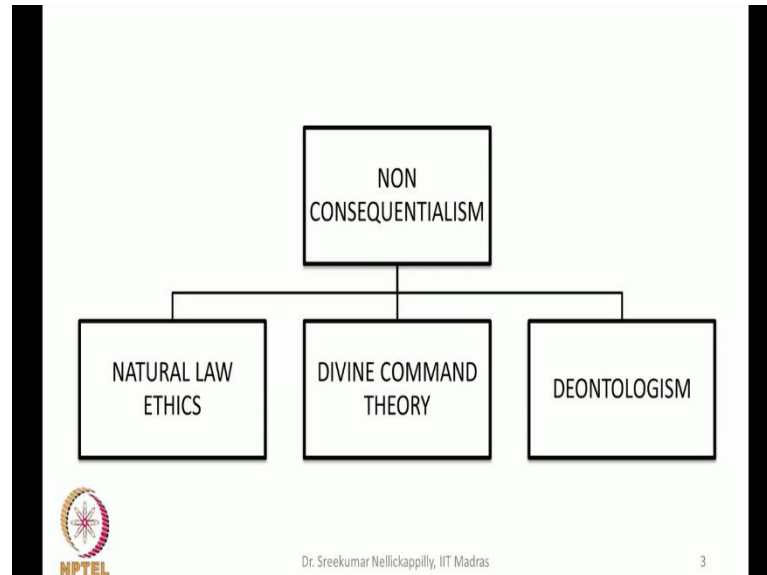 NON
CONSEQUENTIALISM
NATURAL LAW
ETHICS
DIVINE COMMAND
THEORY
DEONTOLOGISM
NPTEL
Dr. Sreekumar Nellickappilly, IIT Madras
3